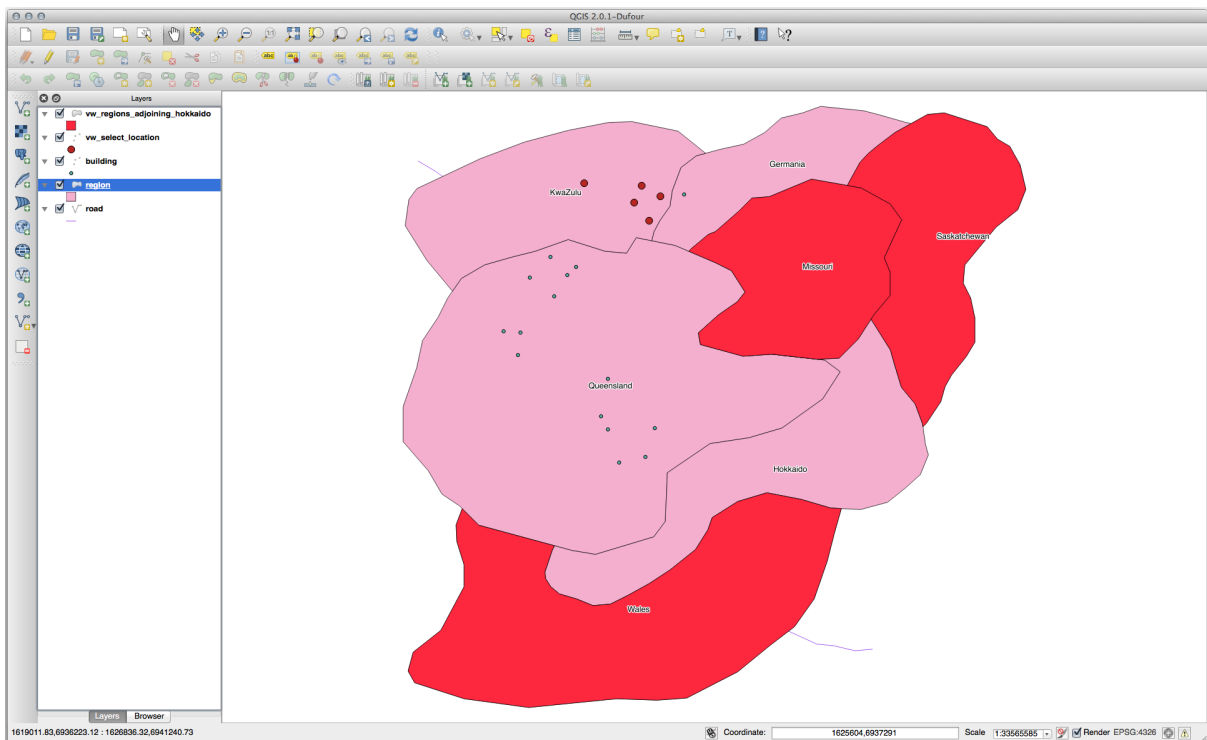 QGIS 2.0.1-Dufour
Layers
vw_regions_adjoining_hokkaido
vw_select_location
building
region
road
Germania
KwaZulu
Saskatchewan
Missouri
Queensland
Hokkaido
Wales
Layers Browser
1619011.83,6936223.12 : 1626836.32,6941240.73 Coordinate: 1625604,6937291 Scale 1:33565585 Render EPSG:4326